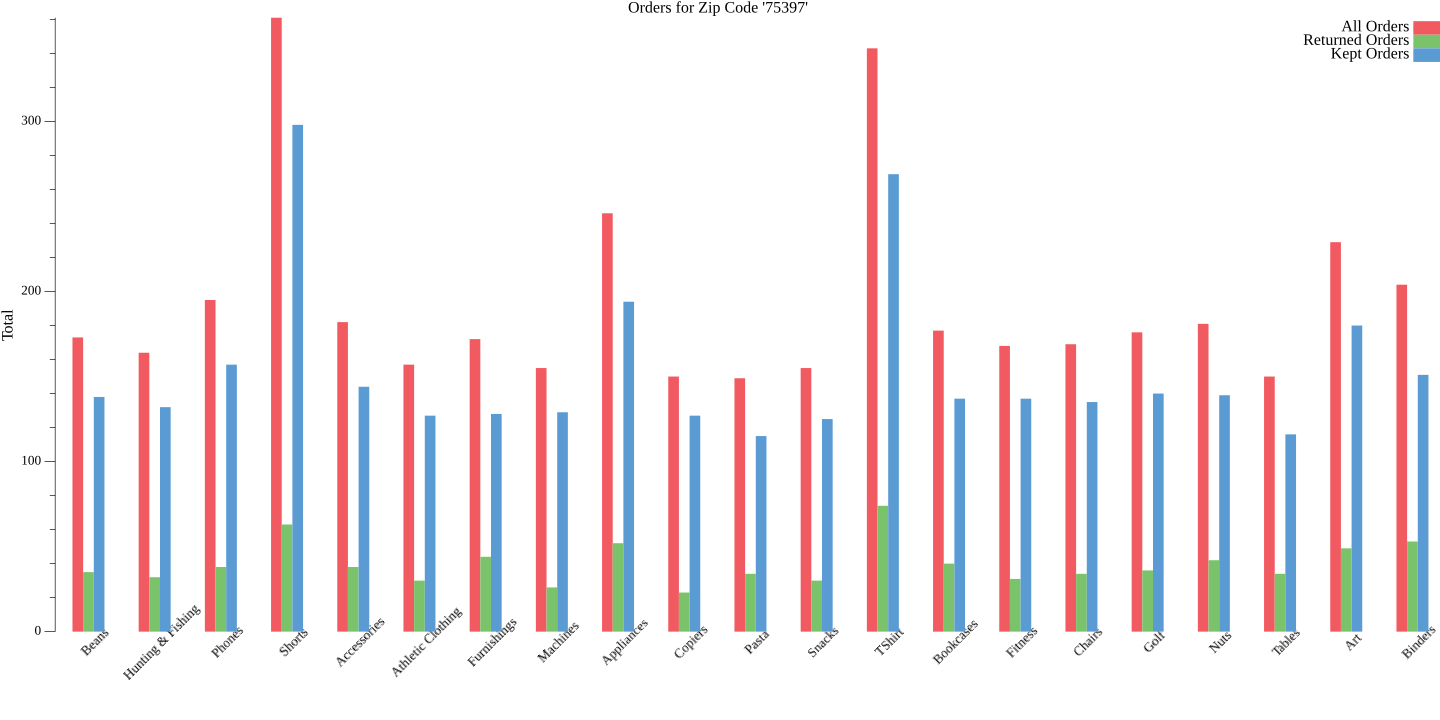 Orders for Zip Code '75397'
All Orders
Returned Orders
Kept Orders
Total
300
200
100
0
Beans
Hunting & Fishing
Phones
Shorts
Accessories
Athletic Clothing
Furnishings
Machines
Appliances
Copiers
Pasta
Snacks
TShirt
Bookcases
Fitness
Chairs
Golf
Nuts
Tables
Art
Binders